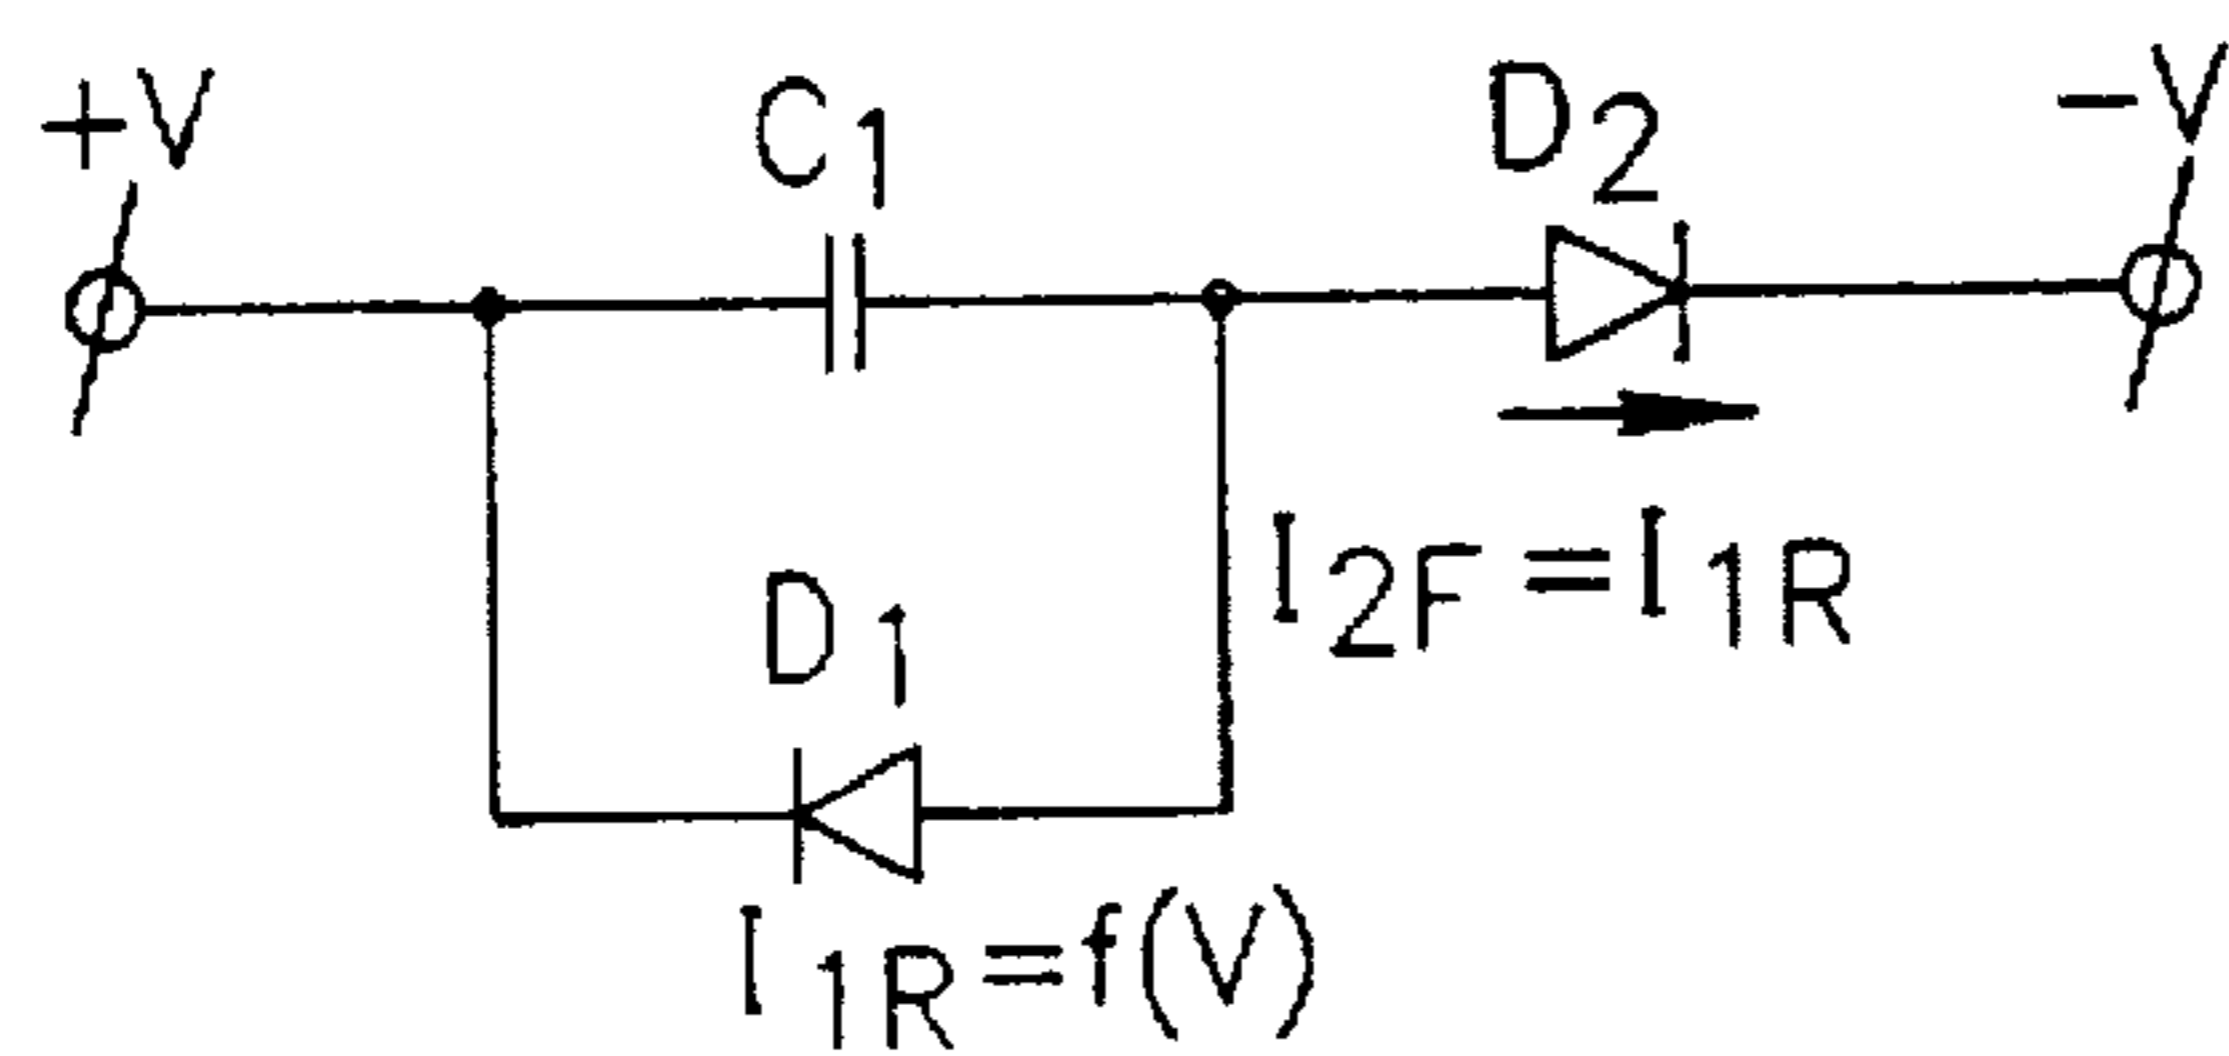 +V
C1
D2
-V
I2F=I1R
D1
I1R=f(V)